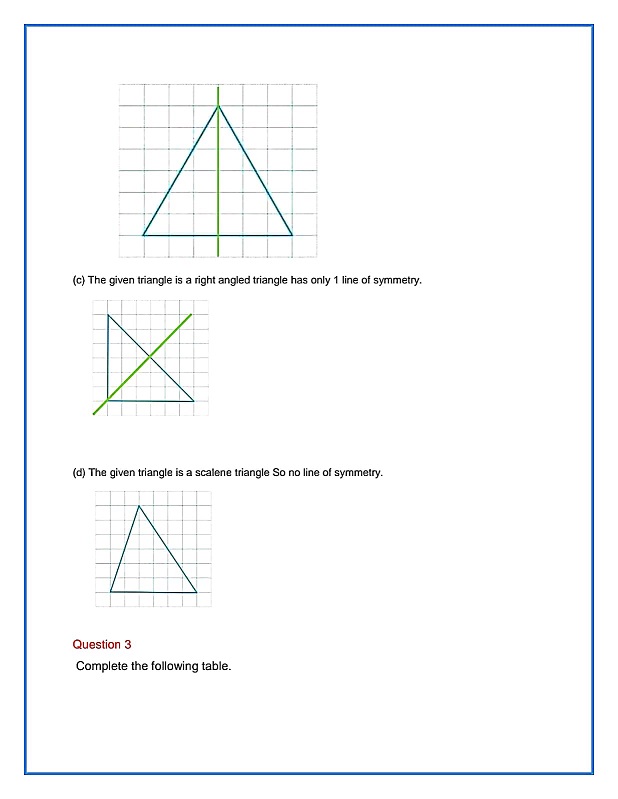 (c) The given triangle is a right angled triangle has only 1 line of symmetry.
(d) The given triangle is a scalene triangle So no line of symmetry.
Question 3
Complete the following table.